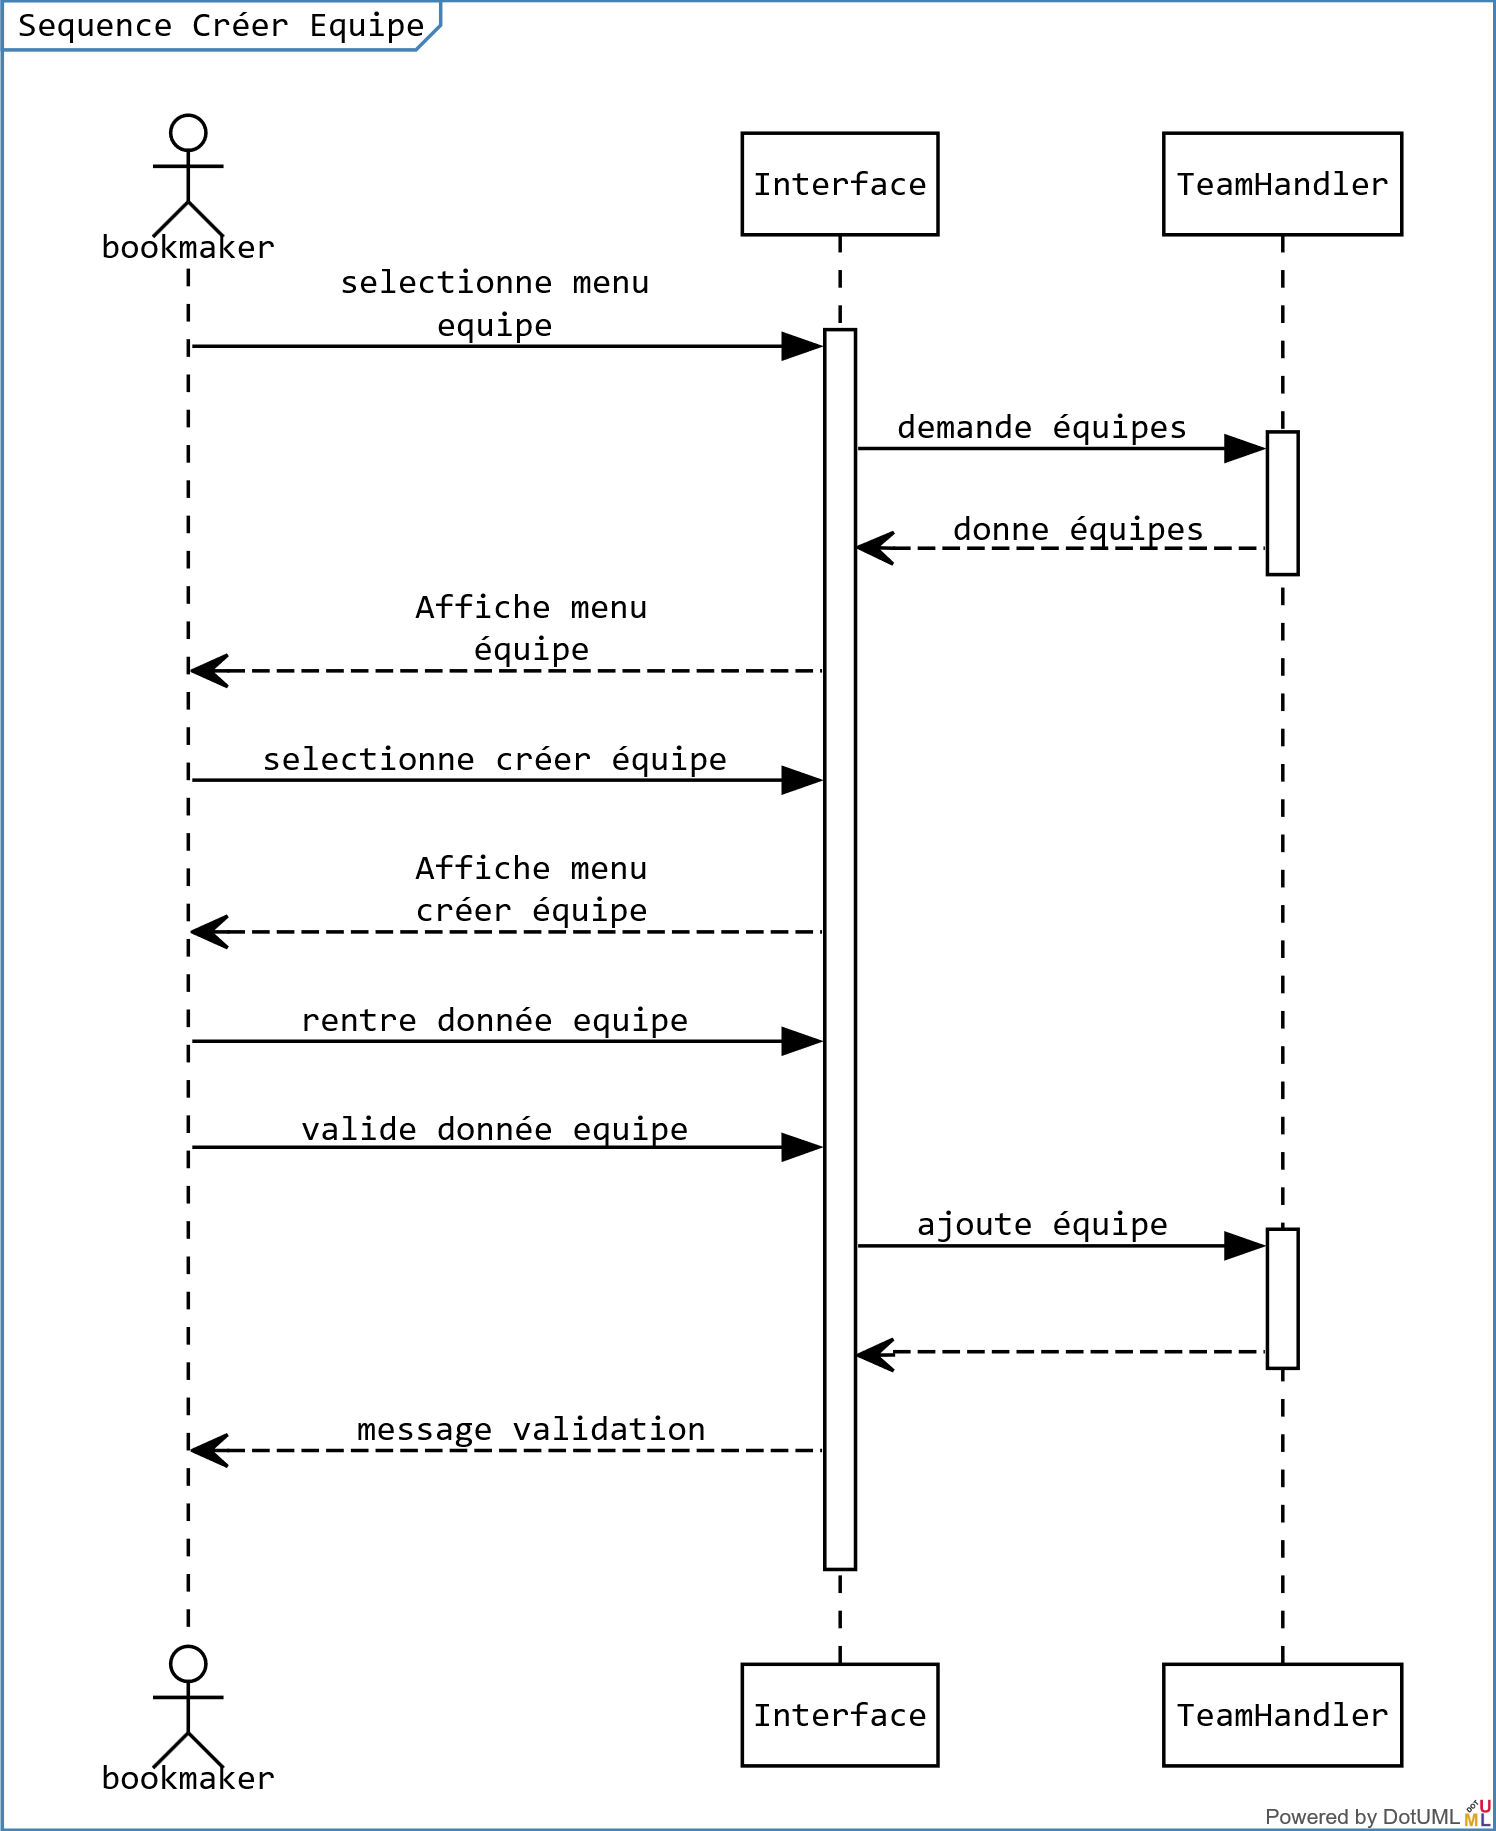 Sequence Créer Equipe
bookmaker
Interface
TeamHandler
selectionne menu
equipe
demande équipes
donne équipes
Affiche menu
équipe
selectionne créer équipe
Affiche menu
créer équipe
rentre donnée equipe
valide donnée equipe
ajoute équipe
message validation
bookmaker
Interface
TeamHandler
Powered by DotUML
DOT
U
ML